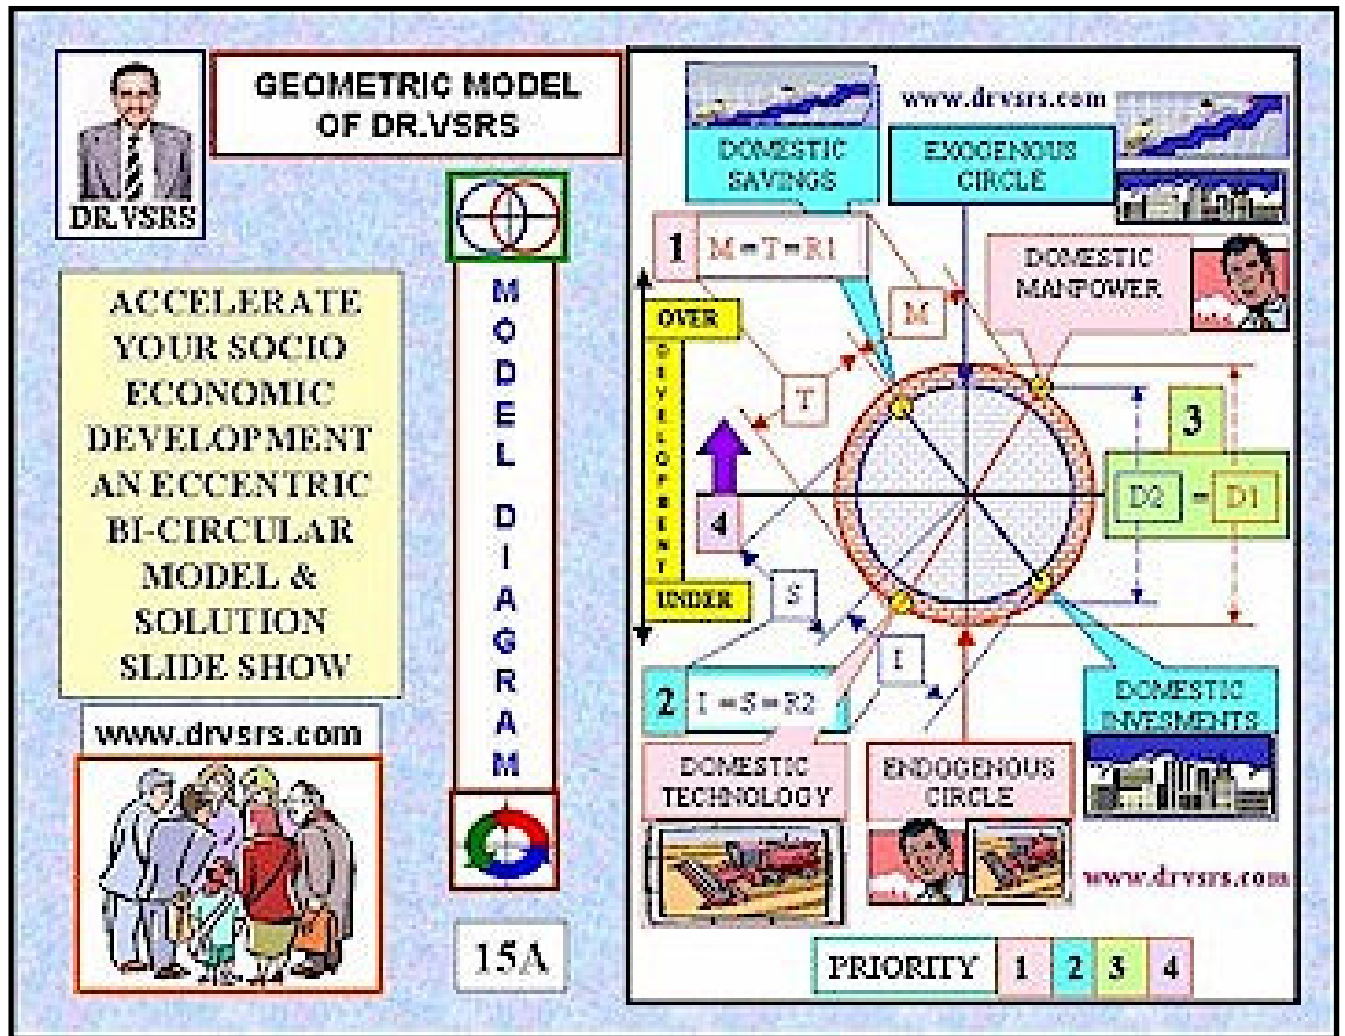 GEOMETRIC MODEL
OF DR.VSRS
DR.VSRS
ACCELERATE
YOUR SOCIO
ECONOMIC
DEVELOPMENT
AN ECCENTRIC
BI-CIRCULAR
MODEL &
SOLUTION
SLIDE SHOW
www.drvsrs.com
MODEL DIAGRAM
15A
www.drvsrs.com
DOMESTIC
SAVINGS
EXOGENOUS
CIRCLE
1 M=T=R1
DOMESTIC
MANPOWER
OVER
DEVELOPMENT
UNDER
M
T
3
D2 = D1
4
S
I
2 I=S=R2
DOMESTIC
INVESMENTS
DOMESTIC
TECHNOLOGY
ENDOGENOUS
CIRCLE
www.drvsrs.com
PRIORITY 1 2 3 4